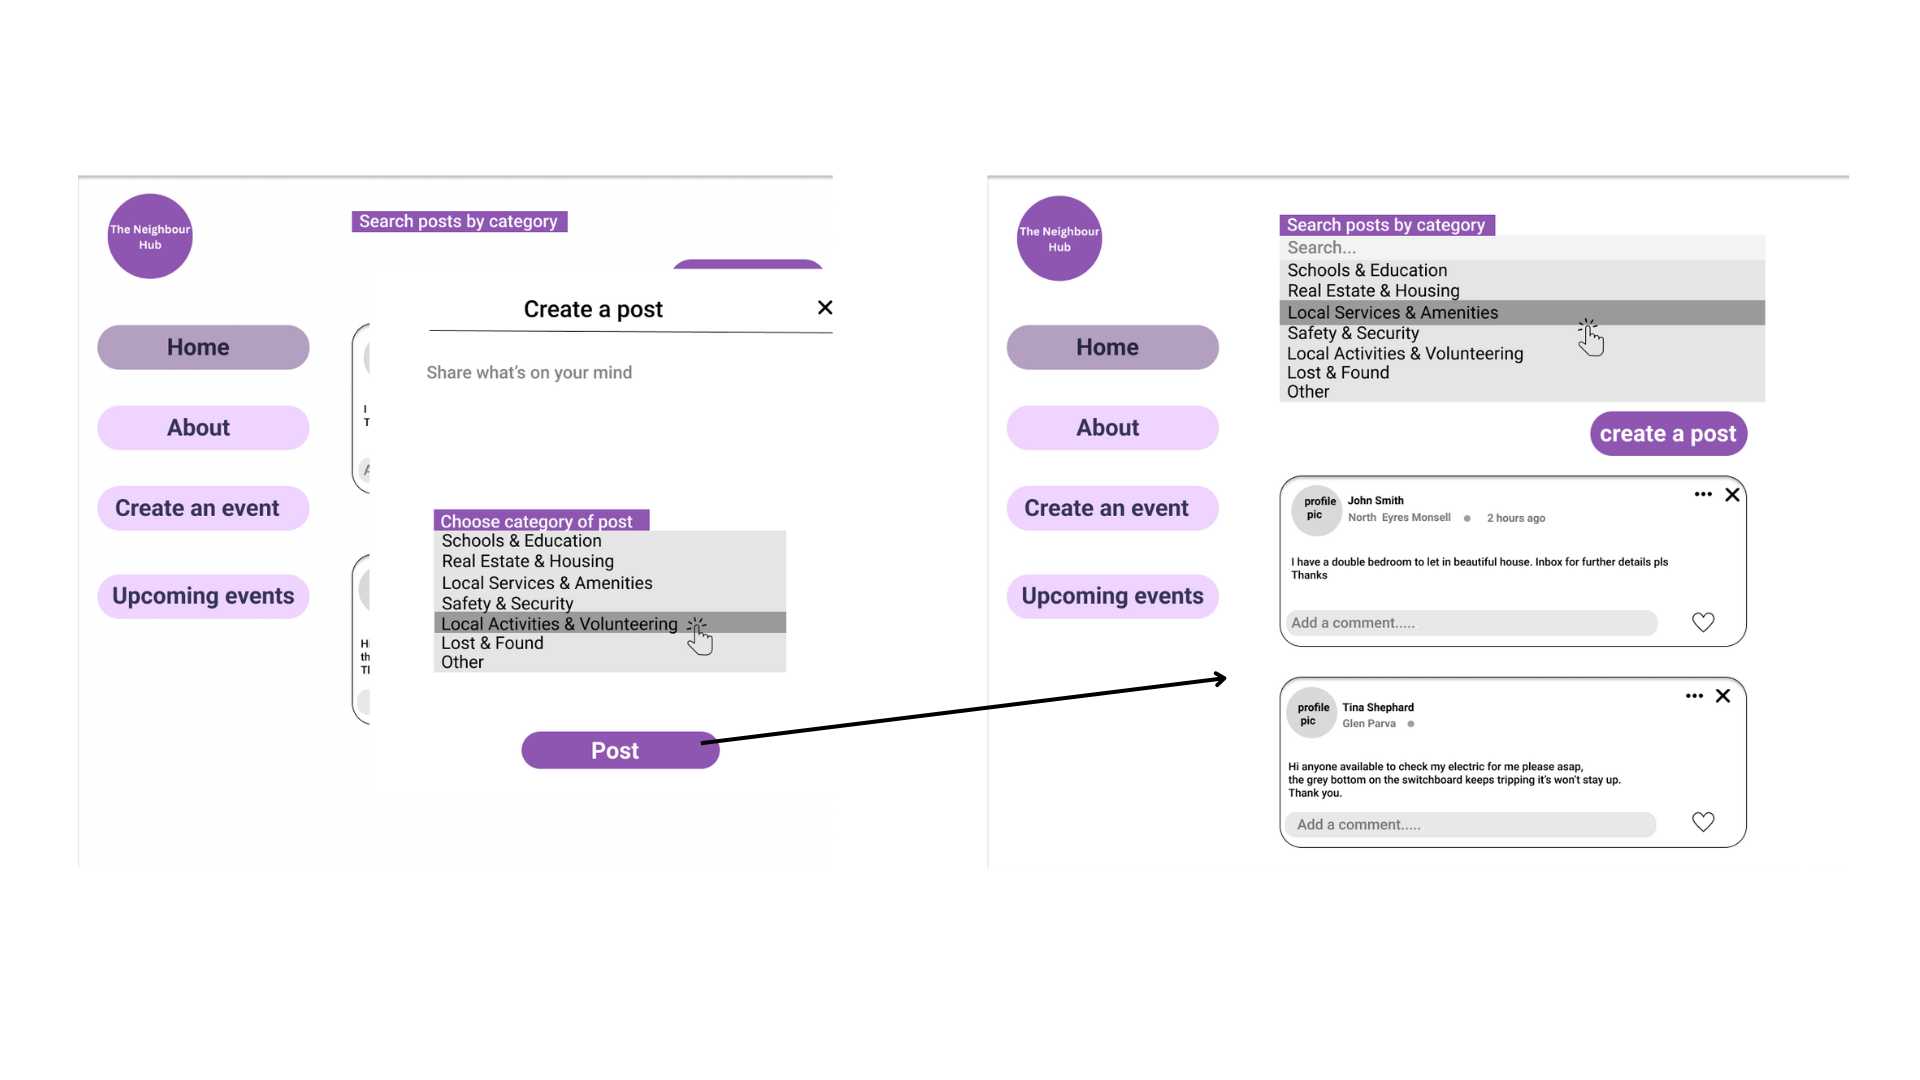 The Neighbour
Hub
Search posts by category
Home
About
Create an event
Upcoming events
Create a post
Share what's on your mind
Choose category of post
Schools & Education
Real Estate & Housing
Local Services & Amenities
Safety & Security
Local Activities & Volunteering
Lost & Found
Other
Post
I
T
A
Hi
th
Tl
The Neighbour
Hub
Home
About
Create an event
Upcoming events
Search posts by category
Search...
Schools & Education
Real Estate & Housing
Local Services & Amenities
Safety & Security
Local Activities & Volunteering
Lost & Found
Other
create a post
profile
pic
John Smith
North Eyres Monsell
2 hours ago
I have a double bedroom to let in beautiful house. Inbox for further details pls
Thanks
Add a comment.....
profile
pic
Tina Shephard
Glen Parva
Hi anyone available to check my electric for me please asap,
the grey bottom on the switchboard keeps tripping it's won't stay up.
Thank you.
Add a comment.....